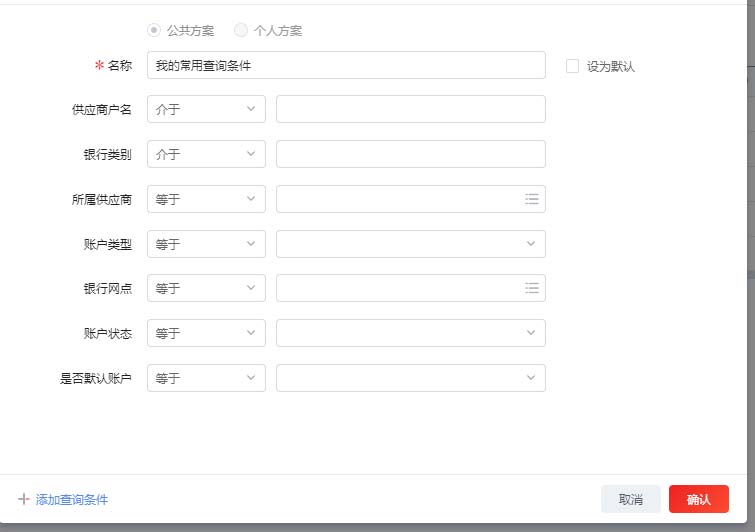 公共方案 个人方案
* 名称 我的常用查询条件 设为默认
供应商户名 介于
银行类别 介于
所属供应商 等于
账户类型 等于
银行网点 等于
账户状态 等于
是否默认账户 等于
+ 添加查询条件 取消 确认